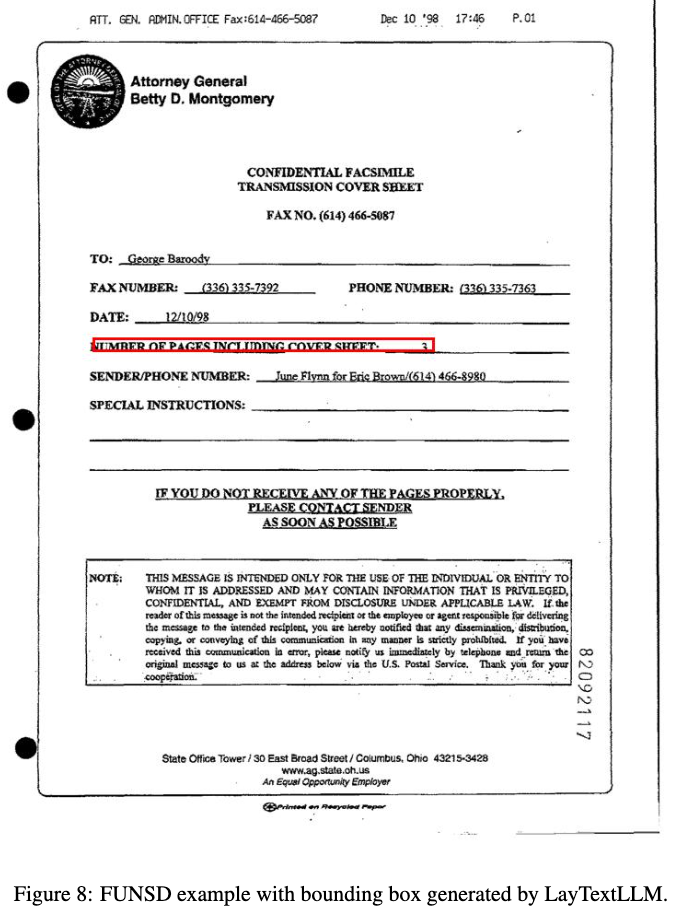 ATT. GEN. ADMIN. OFFICE Fax:614-466-5087 Dec 10 '98 17:46 P.01
Attorney General
Betty D. Montgomery
CONFIDENTIAL FACSIMILE
TRANSMISSION COVER SHEET
FAX NO. (614) 466-5087
TO: George Baroody
FAX NUMBER: (336) 335-7392 PHONE NUMBER: (336) 335-7363
DATE: 12/10/98
NUMBER OF PAGES INCLUDING COVER SHEET: 3
SENDER/PHONE NUMBER: June Flynn for Eric Brown/(614) 466-8980
SPECIAL INSTRUCTIONS:
IF YOU DO NOT RECEIVE ANY OF THE PAGES PROPERLY,
PLEASE CONTACT SENDER
AS SOON AS POSSIBLE
NOTE: THIS MESSAGE IS INTENDED ONLY FOR THE USE OF THE INDIVIDUAL OR ENTITY TO
WHOM IT IS ADDRESSED AND MAY CONTAIN INFORMATION THAT IS PRIVILEGED,
CONFIDENTIAL, AND EXEMPT FROM DISCLOSURE UNDER APPLICABLE LAW. If the
reader of this message is not the intended recipient or the employee or agent responsible for delivering
the message to the intended recipient, you are hereby notified that any dissemination, distribution,
copying, or conveying of this communication in any manner is strictly prohibited. If you have
received this communication in error, please notify us immediately by telephone and return the
original message to us at the address below via the U.S. Postal Service. Thank you for your
cooperation.
82092117
State Office Tower / 30 East Broad Street / Columbus, Ohio 43215-3428
www.ag.state.oh.us
An Equal Opportunity Employer
Printed on Recycled Paper
Figure 8: FUNSD example with bounding box generated by LayTextLLM.